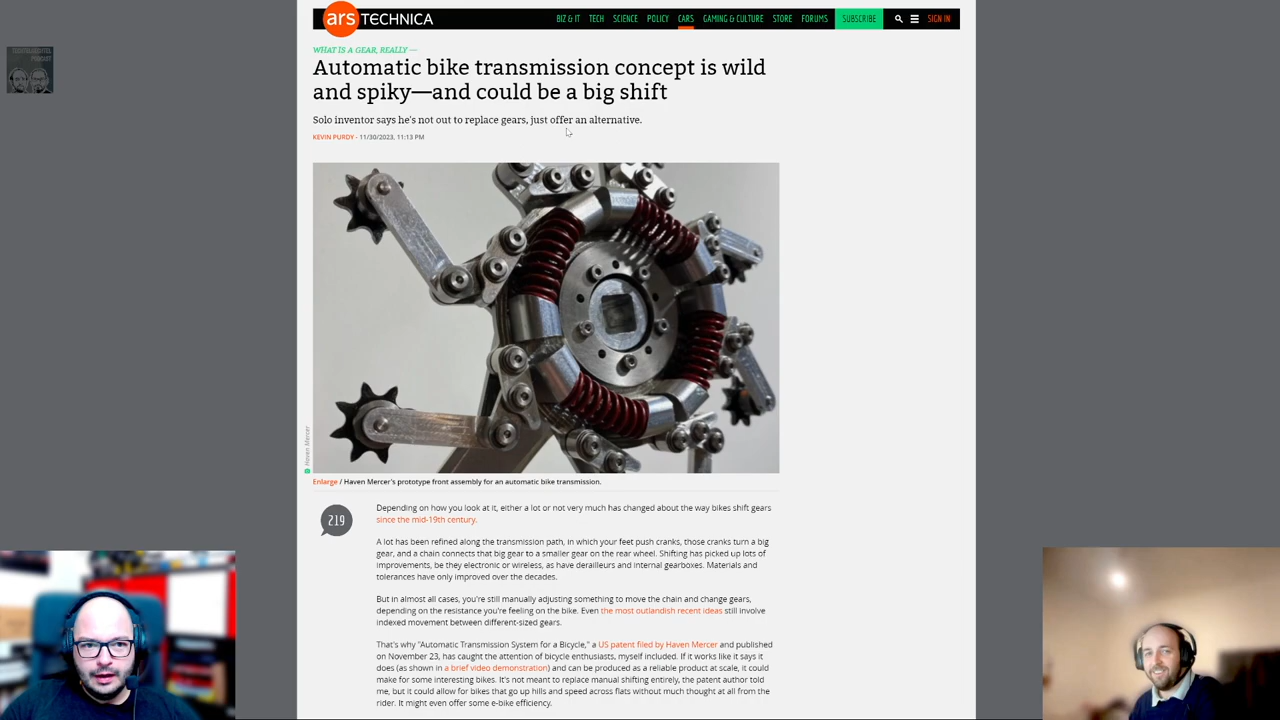 ars TECHNICA
BIZ & IT TECH SCIENCE POLICY CARS GAMING & CULTURE STORE FORUMS SUBSCRIBE SIGN IN
WHAT IS A GEAR, REALLY —
Automatic bike transmission concept is wild
and spiky—and could be a big shift
Solo inventor says he's not out to replace gears, just offer an alternative.
KEVIN PURDY - 11/30/2023, 11:13 PM
Haven Mercer
Enlarge / Haven Mercer's prototype front assembly for an automatic bike transmission.
219
Depending on how you look at it, either a lot or not very much has changed about the way bikes shift gears
since the mid-19th century.
A lot has been refined along the transmission path, in which your feet push cranks, those cranks turn a big
gear, and a chain connects that big gear to a smaller gear on the rear wheel. Shifting has picked up lots of
improvements, be they electronic or wireless, as have derailleurs and internal gearboxes. Materials and
tolerances have only improved over the decades.
But in almost all cases, you're still manually adjusting something to move the chain and change gears,
depending on the resistance you're feeling on the bike. Even the most outlandish recent ideas still involve
indexed movement between different-sized gears.
That's why "Automatic Transmission System for a Bicycle," a US patent filed by Haven Mercer and published
on November 23, has caught the attention of bicycle enthusiasts, myself included. If it works like it says it
does (as shown in a brief video demonstration) and can be produced as a reliable product at scale, it could
make for some interesting bikes. It's not meant to replace manual shifting entirely, the patent author told
me, but it could allow for bikes that go up hills and speed across flats without much thought at all from the
rider. It might even offer some e-bike efficiency.